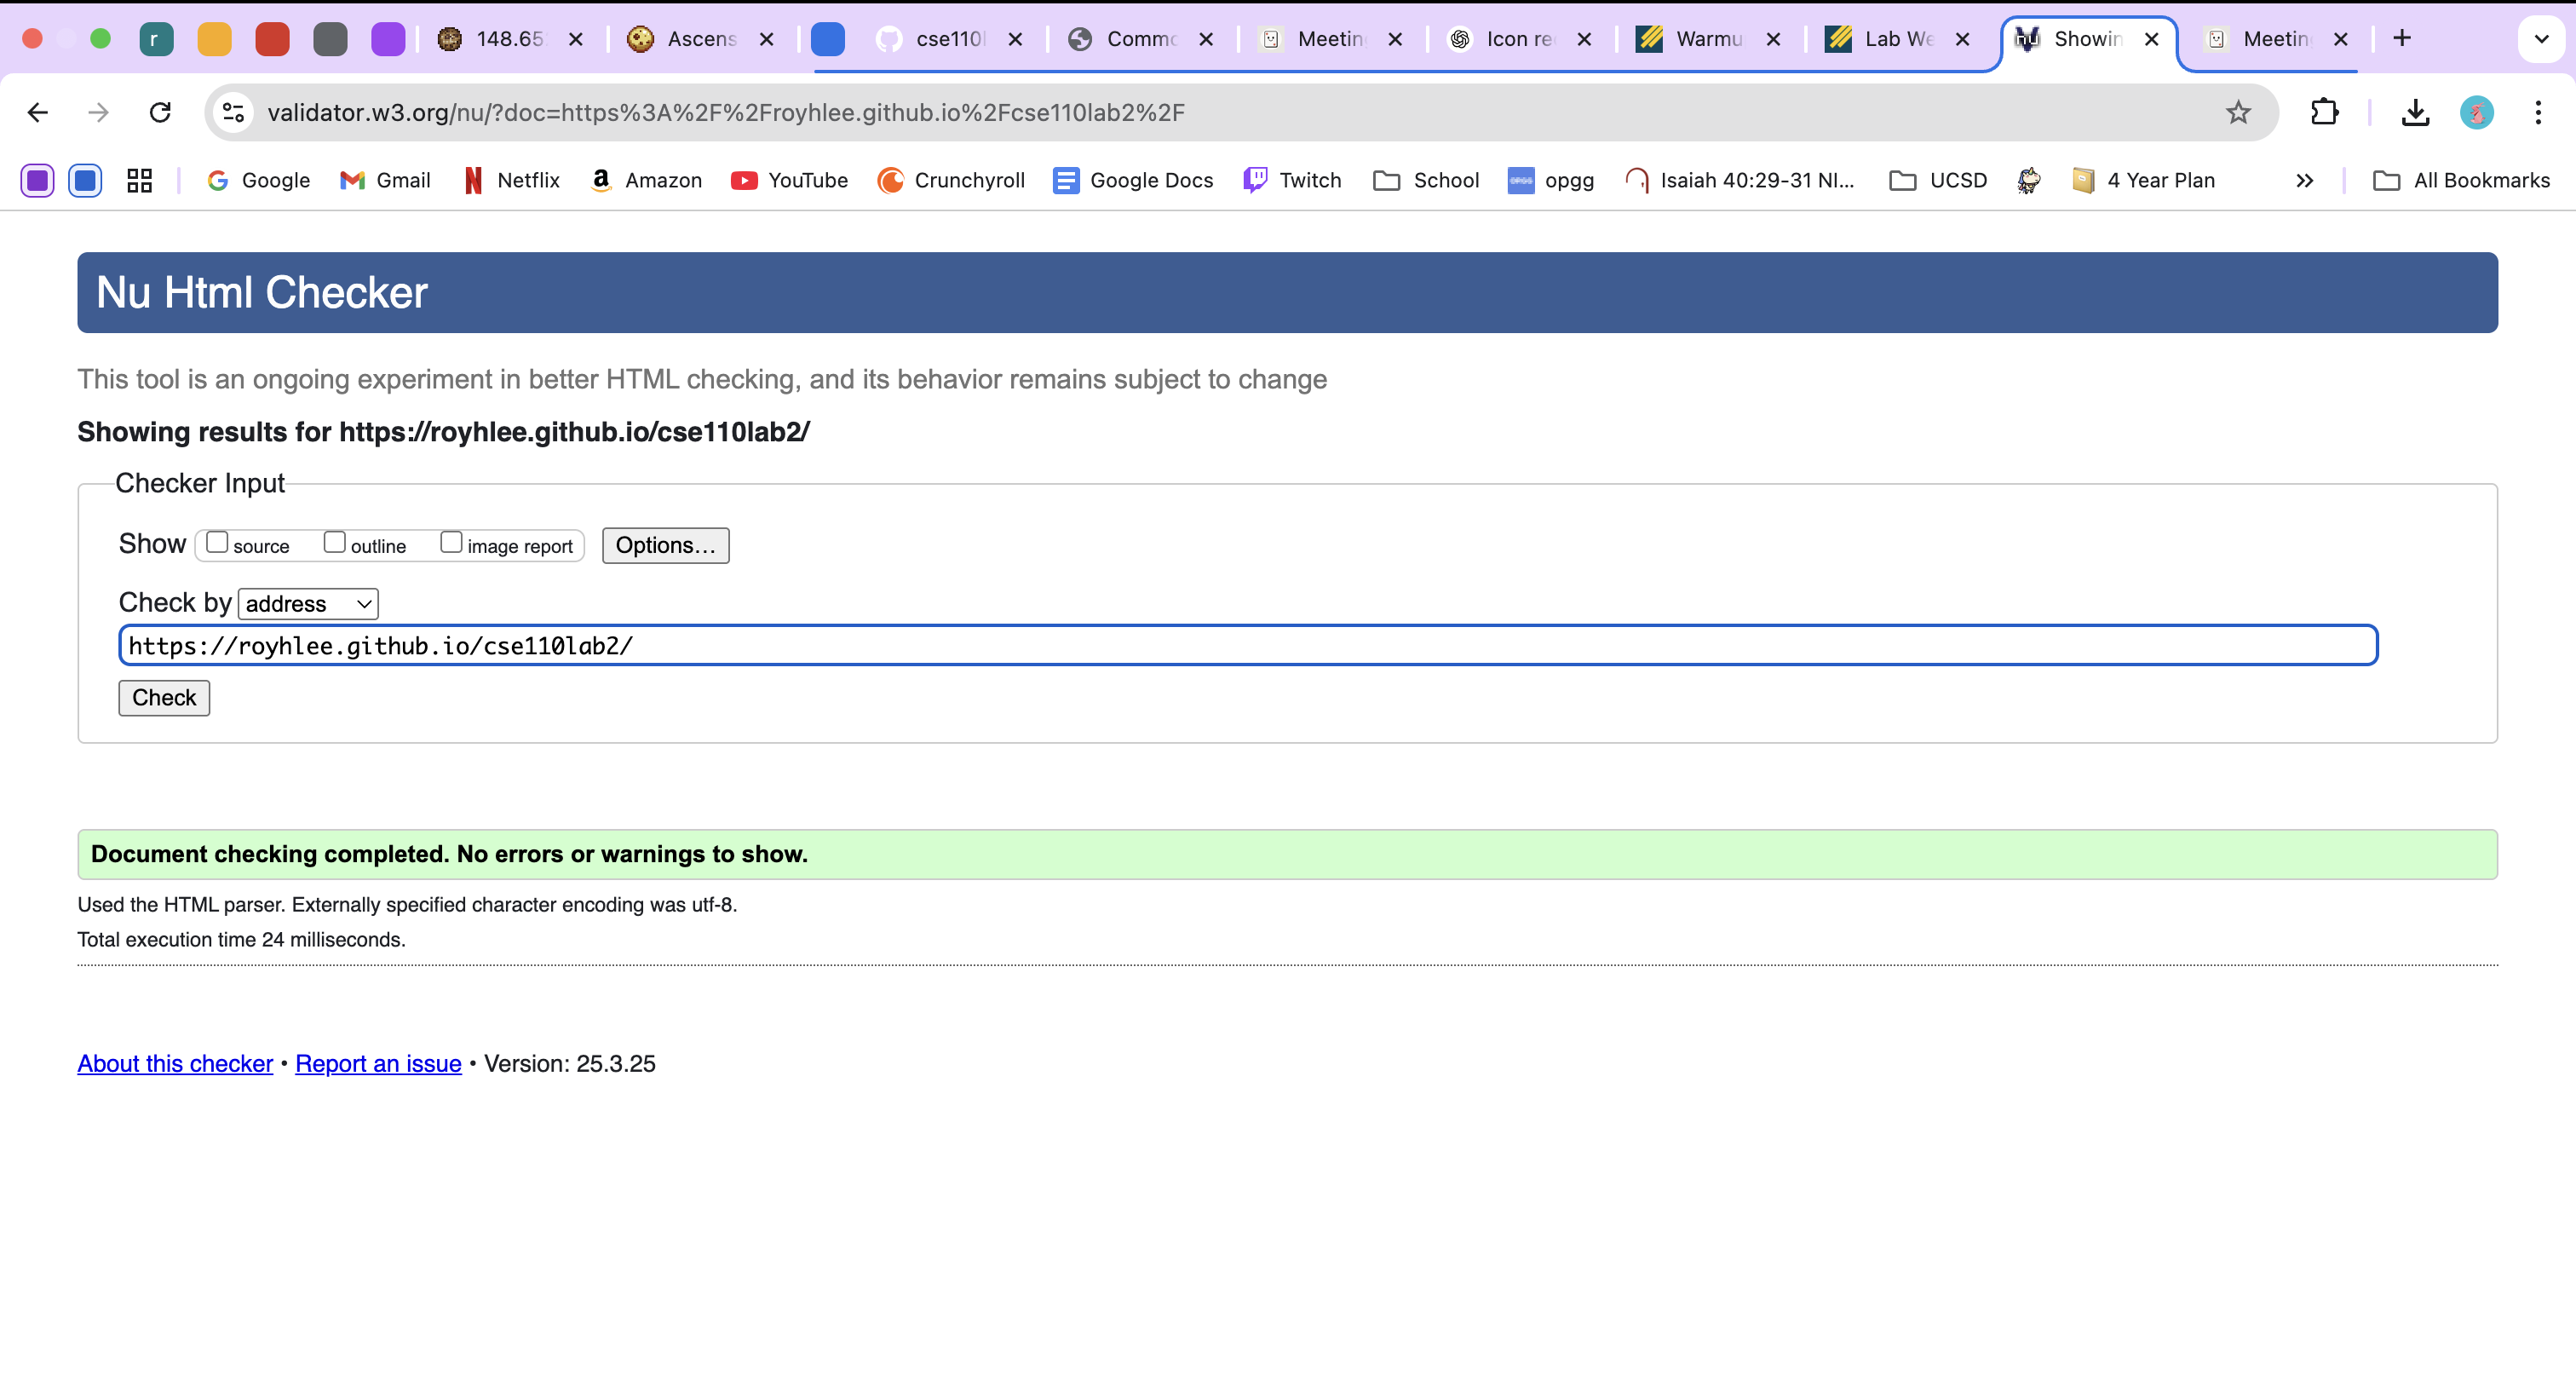 r 148.65 Ascens cse110l Commo Meetin Icon re Warmu Lab We Showin Meetin
validator.w3.org/nu/?doc=https%3A%2F%2Froyhlee.github.io%2Fcse110lab2%2F
Google Gmail Netflix Amazon YouTube Crunchyroll Google Docs Twitch School opgg Isaiah 40:29-31 NI... UCSD 4 Year Plan All Bookmarks
Nu Html Checker
This tool is an ongoing experiment in better HTML checking, and its behavior remains subject to change
Showing results for https://royhlee.github.io/cse110lab2/
Checker Input
Show source outline image report Options...
Check by address
https://royhlee.github.io/cse110lab2/
Check
Document checking completed. No errors or warnings to show.
Used the HTML parser. Externally specified character encoding was utf-8.
Total execution time 24 milliseconds.
About this checker • Report an issue • Version: 25.3.25